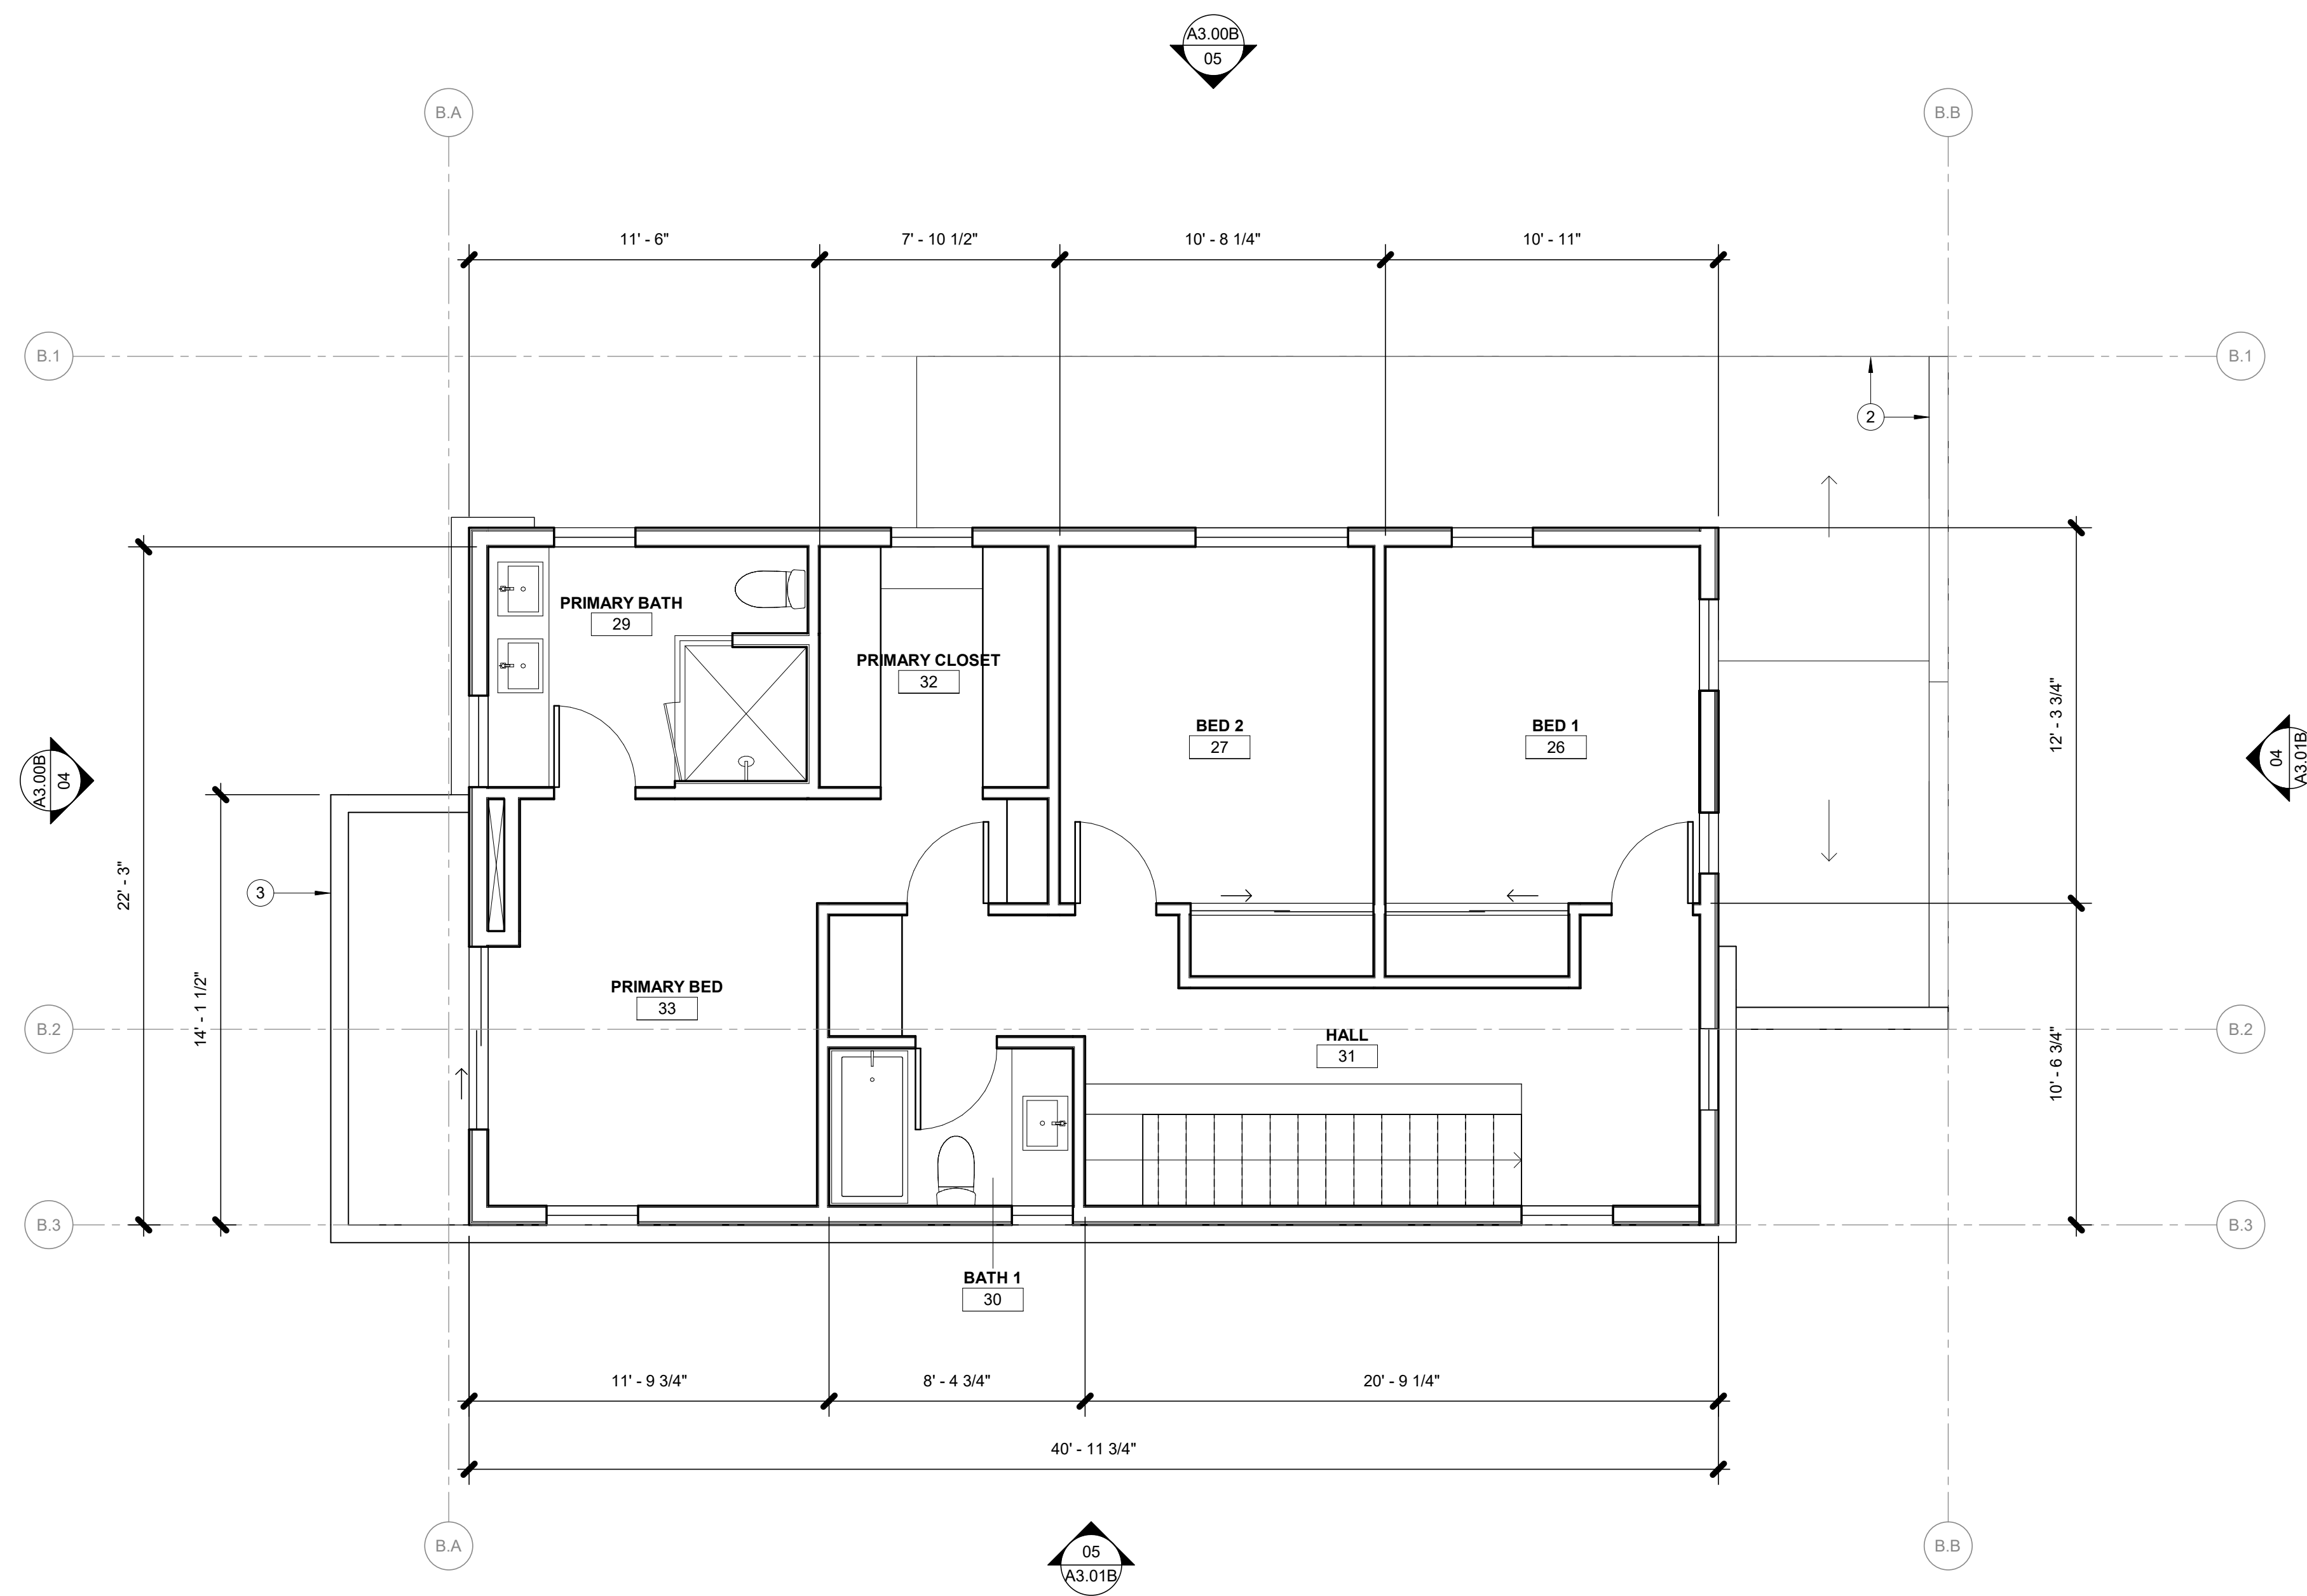 A3.00B
05
B.A
B.B
11' - 6"
7' - 10 1/2"
10' - 8 1/4"
10' - 11"
B.1
B.1
2
PRIMARY BATH
29
PRIMARY CLOSET
32
BED 2
27
BED 1
26
12' - 3 3/4"
A3.00B
04
04
A3.01B
22' - 3"
3
14' - 1 1/2"
PRIMARY BED
33
B.2
HALL
31
B.2
10' - 6 3/4"
B.3
B.3
BATH 1
30
11' - 9 3/4"
8' - 4 3/4"
20' - 9 1/4"
40' - 11 3/4"
B.A
05
A3.01B
B.B